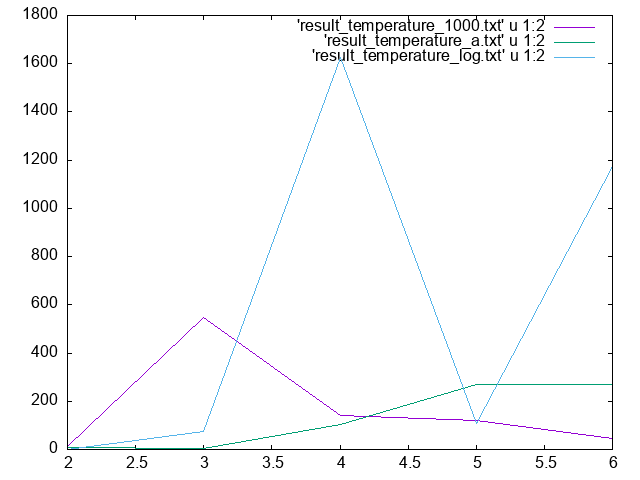 1800
'result_temperature_1000.txt' u 1:2
'result_temperature_a.txt' u 1:2
'result_temperature_log.txt' u 1:2
1600
1400
1200
1000
800
600
400
200
0
2 2.5 3 3.5 4 4.5 5 5.5 6